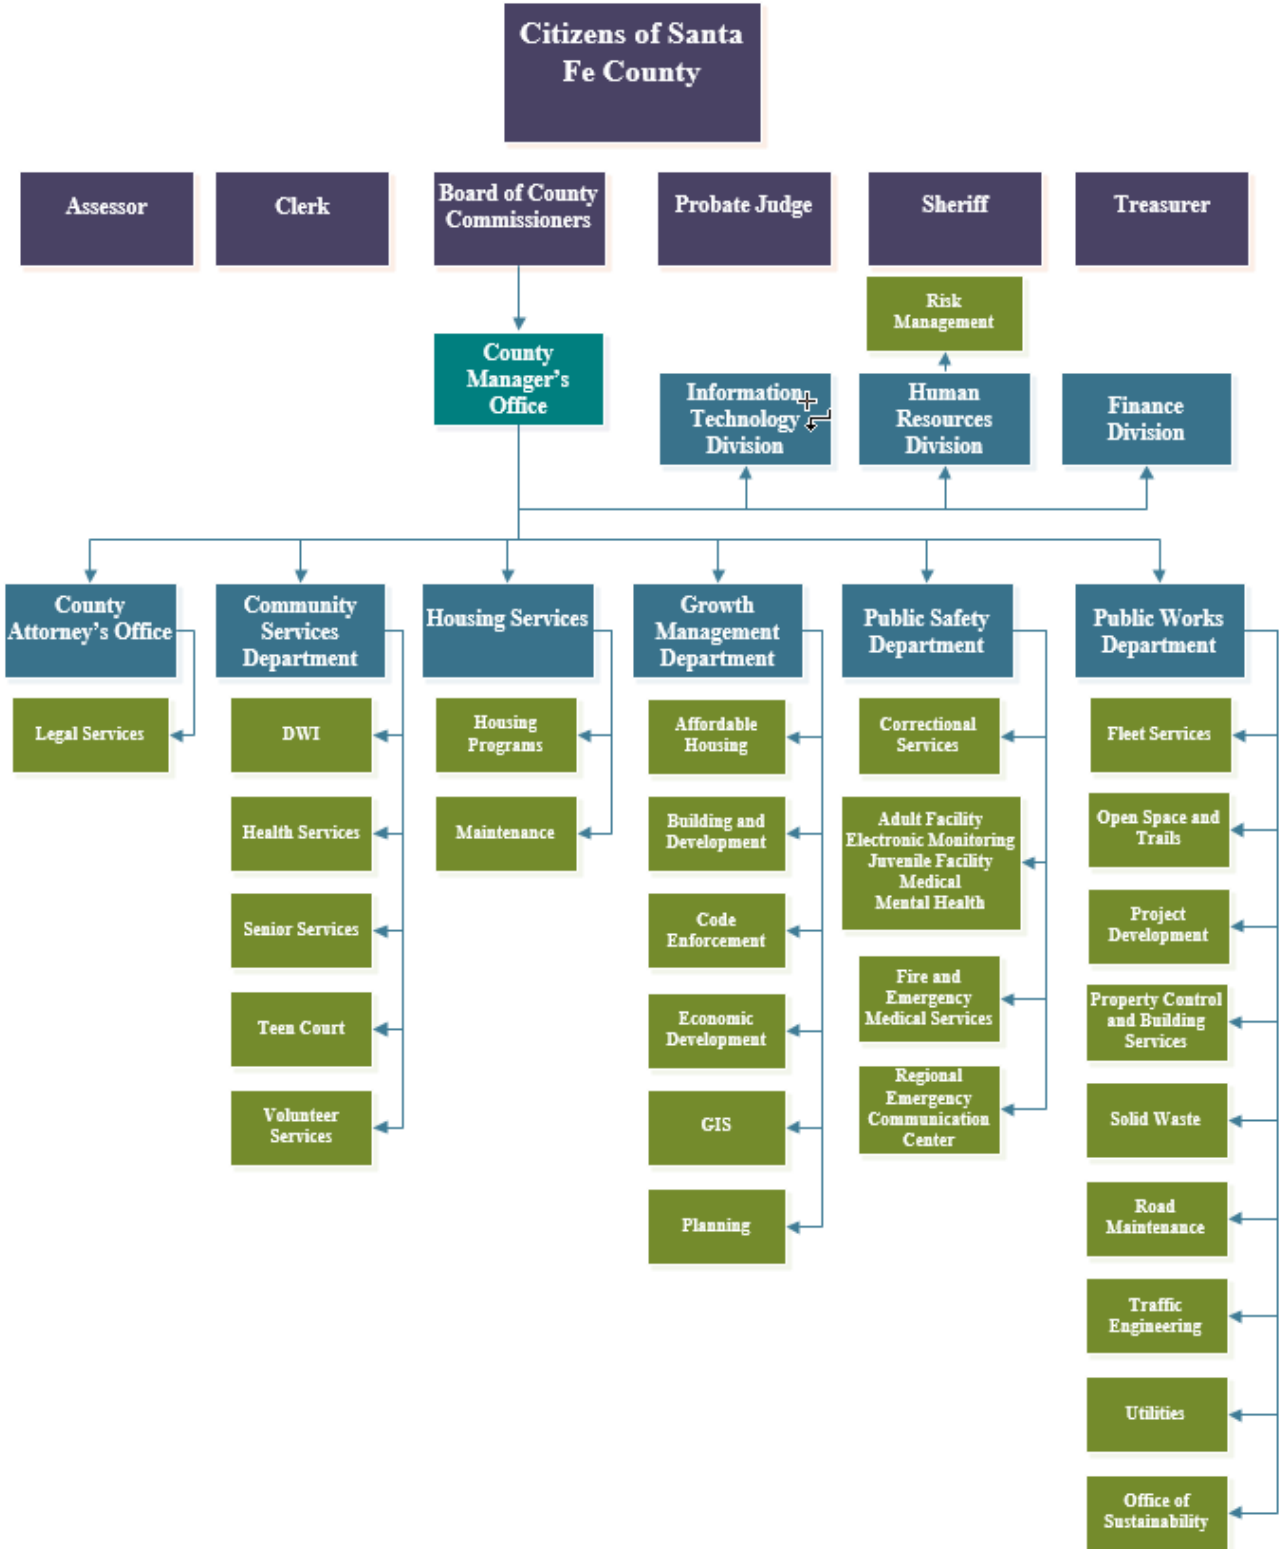 Citizens of Santa
Fe County
Assessor
Clerk
Board of County
Commissioners
Probate Judge
Sheriff
Treasurer
Risk
Management
County
Manager's
Office
Information
Technology
Division
Human
Resources
Division
Finance
Division
County
Attorney's Office
Legal Services
Community
Services
Department
DWI
Health Services
Senior Services
Teen Court
Volunteer
Services
Housing Services
Housing
Programs
Maintenance
Growth
Management
Department
Affordable
Housing
Building and
Development
Code
Enforcement
Economic
Development
GIS
Planning
Public Safety
Department
Correctional
Services
Adult Facility
Electronic Monitoring
Juvenile Facility
Medical
Mental Health
Fire and
Emergency
Medical Services
Regional
Emergency
Communication
Center
Public Works
Department
Fleet Services
Open Space and
Trails
Project
Development
Property Control
and Building
Services
Solid Waste
Road
Maintenance
Traffic
Engineering
Utilities
Office of
Sustainability